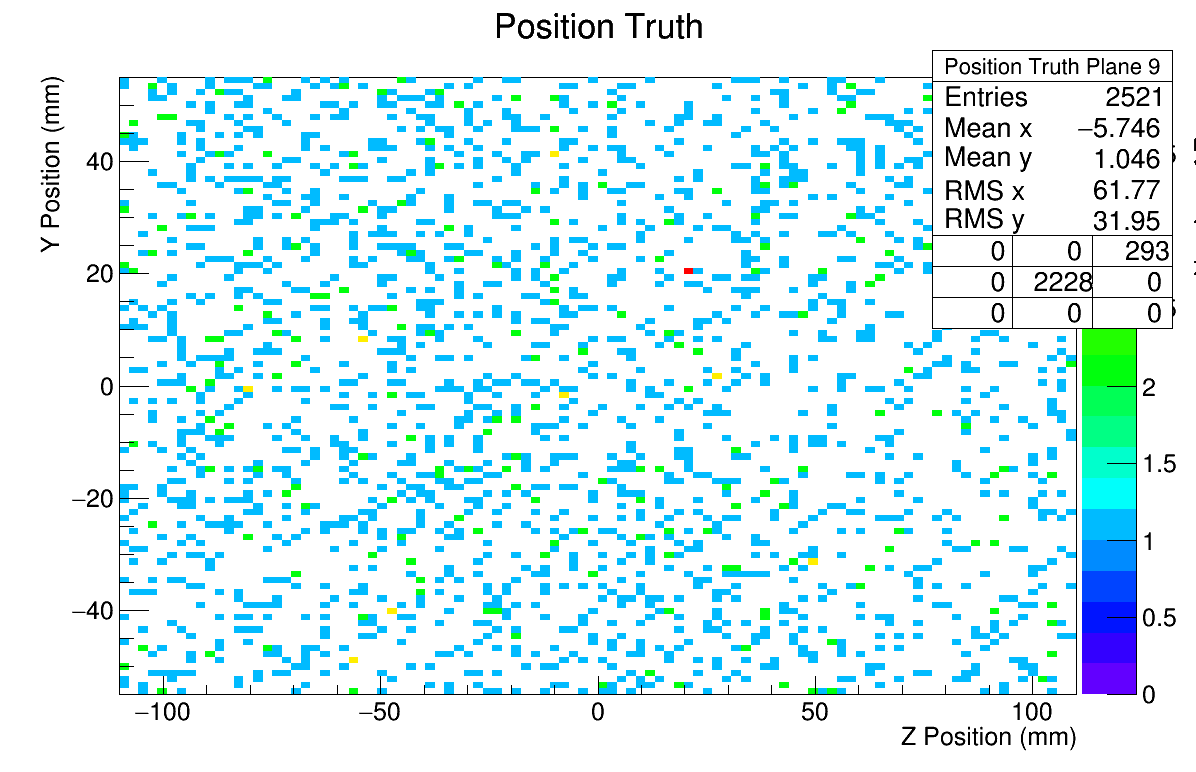 Position Truth
Y Position (mm)
Position Truth Plane 9
Entries 2521
Mean x −5.746
Mean y 1.046
RMS x 61.77
RMS y 31.95
0 0 293
0 2228 0
0 0 0
40
20
0
−20
−40
2
1.5
1
0.5
0
−100 −50 0 50 100
Z Position (mm)